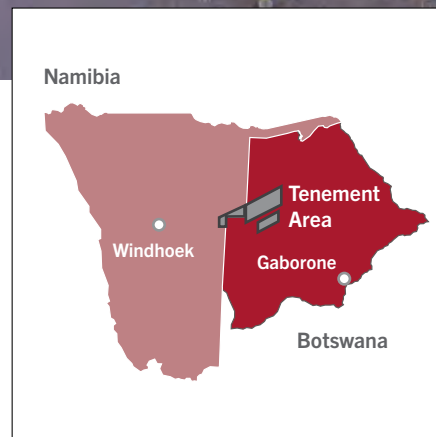 Namibia
Tenement
Area
Windhoek
Gaborone
Botswana